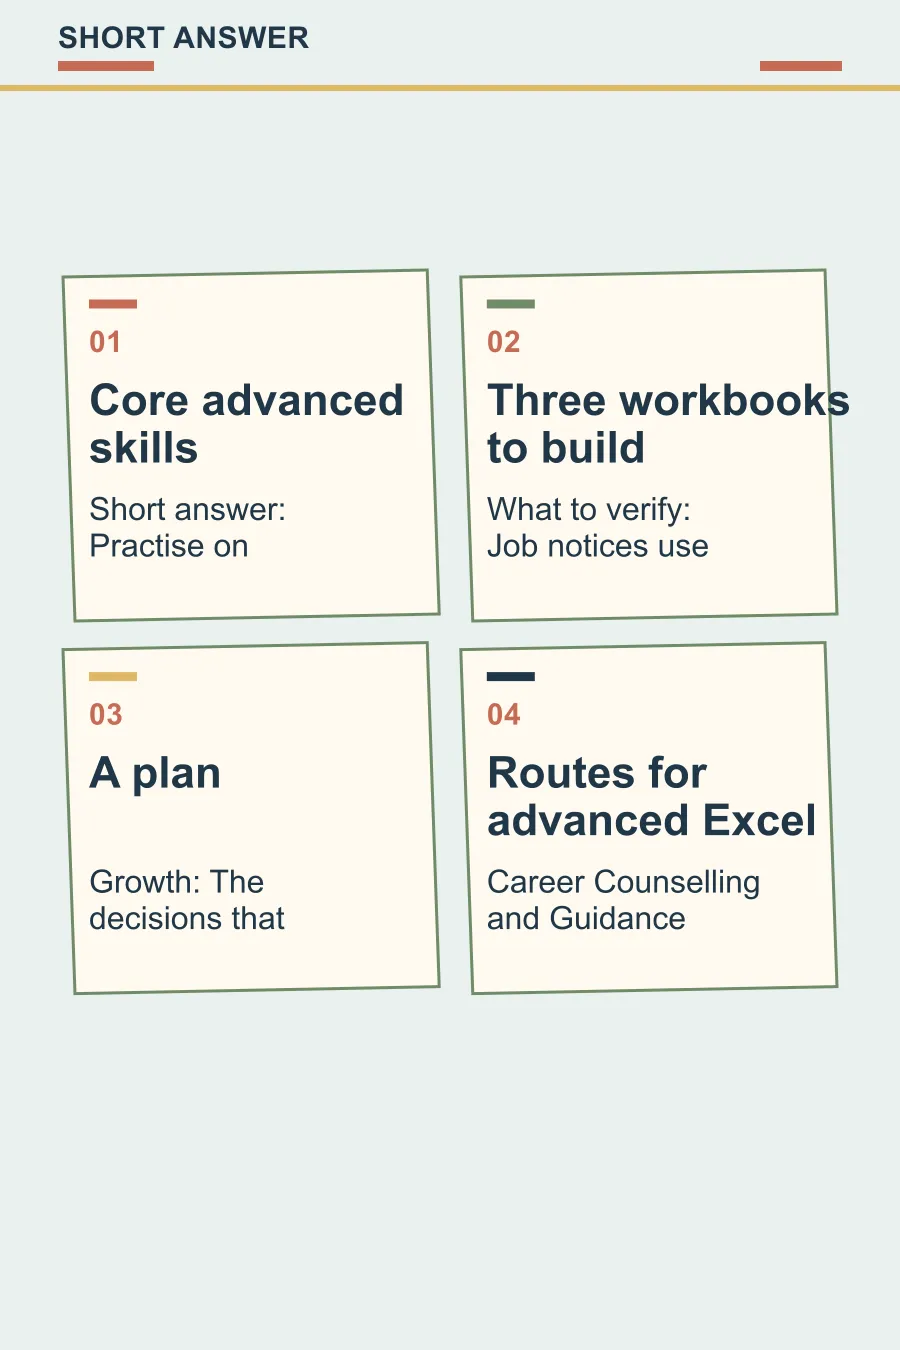 SHORT ANSWER
01
Core advanced
skills
Short answer:
Practise on
02
Three workbooks
to build
What to verify:
Job notices use
03
A plan
Growth: The
decisions that
04
Routes for
advanced Excel
Career Counselling
and Guidance